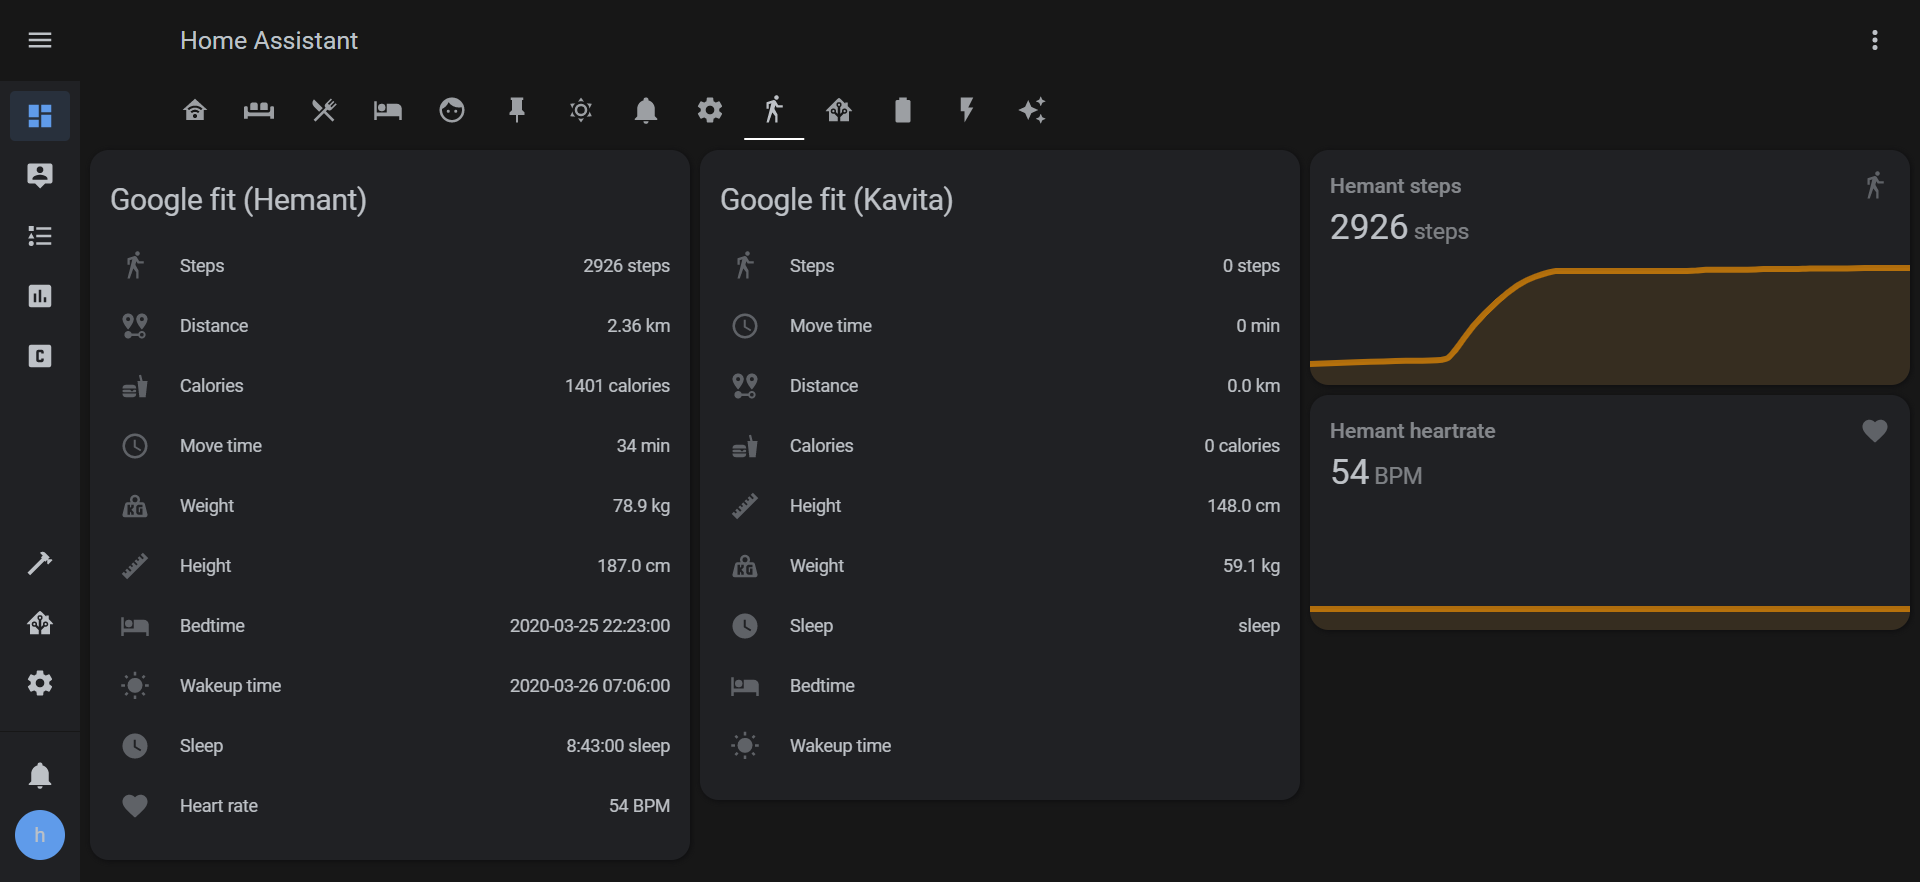 Home Assistant
C
Google fit (Hemant)
Steps 2926 steps
Distance 2.36 km
Calories 1401 calories
Move time 34 min
KG Weight 78.9 kg
Height 187.0 cm
Bedtime 2020-03-25 22:23:00
Wakeup time 2020-03-26 07:06:00
Sleep 8:43:00 sleep
Heart rate 54 BPM
Google fit (Kavita)
Steps 0 steps
Move time 0 min
Distance 0.0 km
Calories 0 calories
Height 148.0 cm
KG Weight 59.1 kg
Sleep sleep
Bedtime
Wakeup time
Hemant steps
2926 steps
Hemant heartrate
54 BPM
h